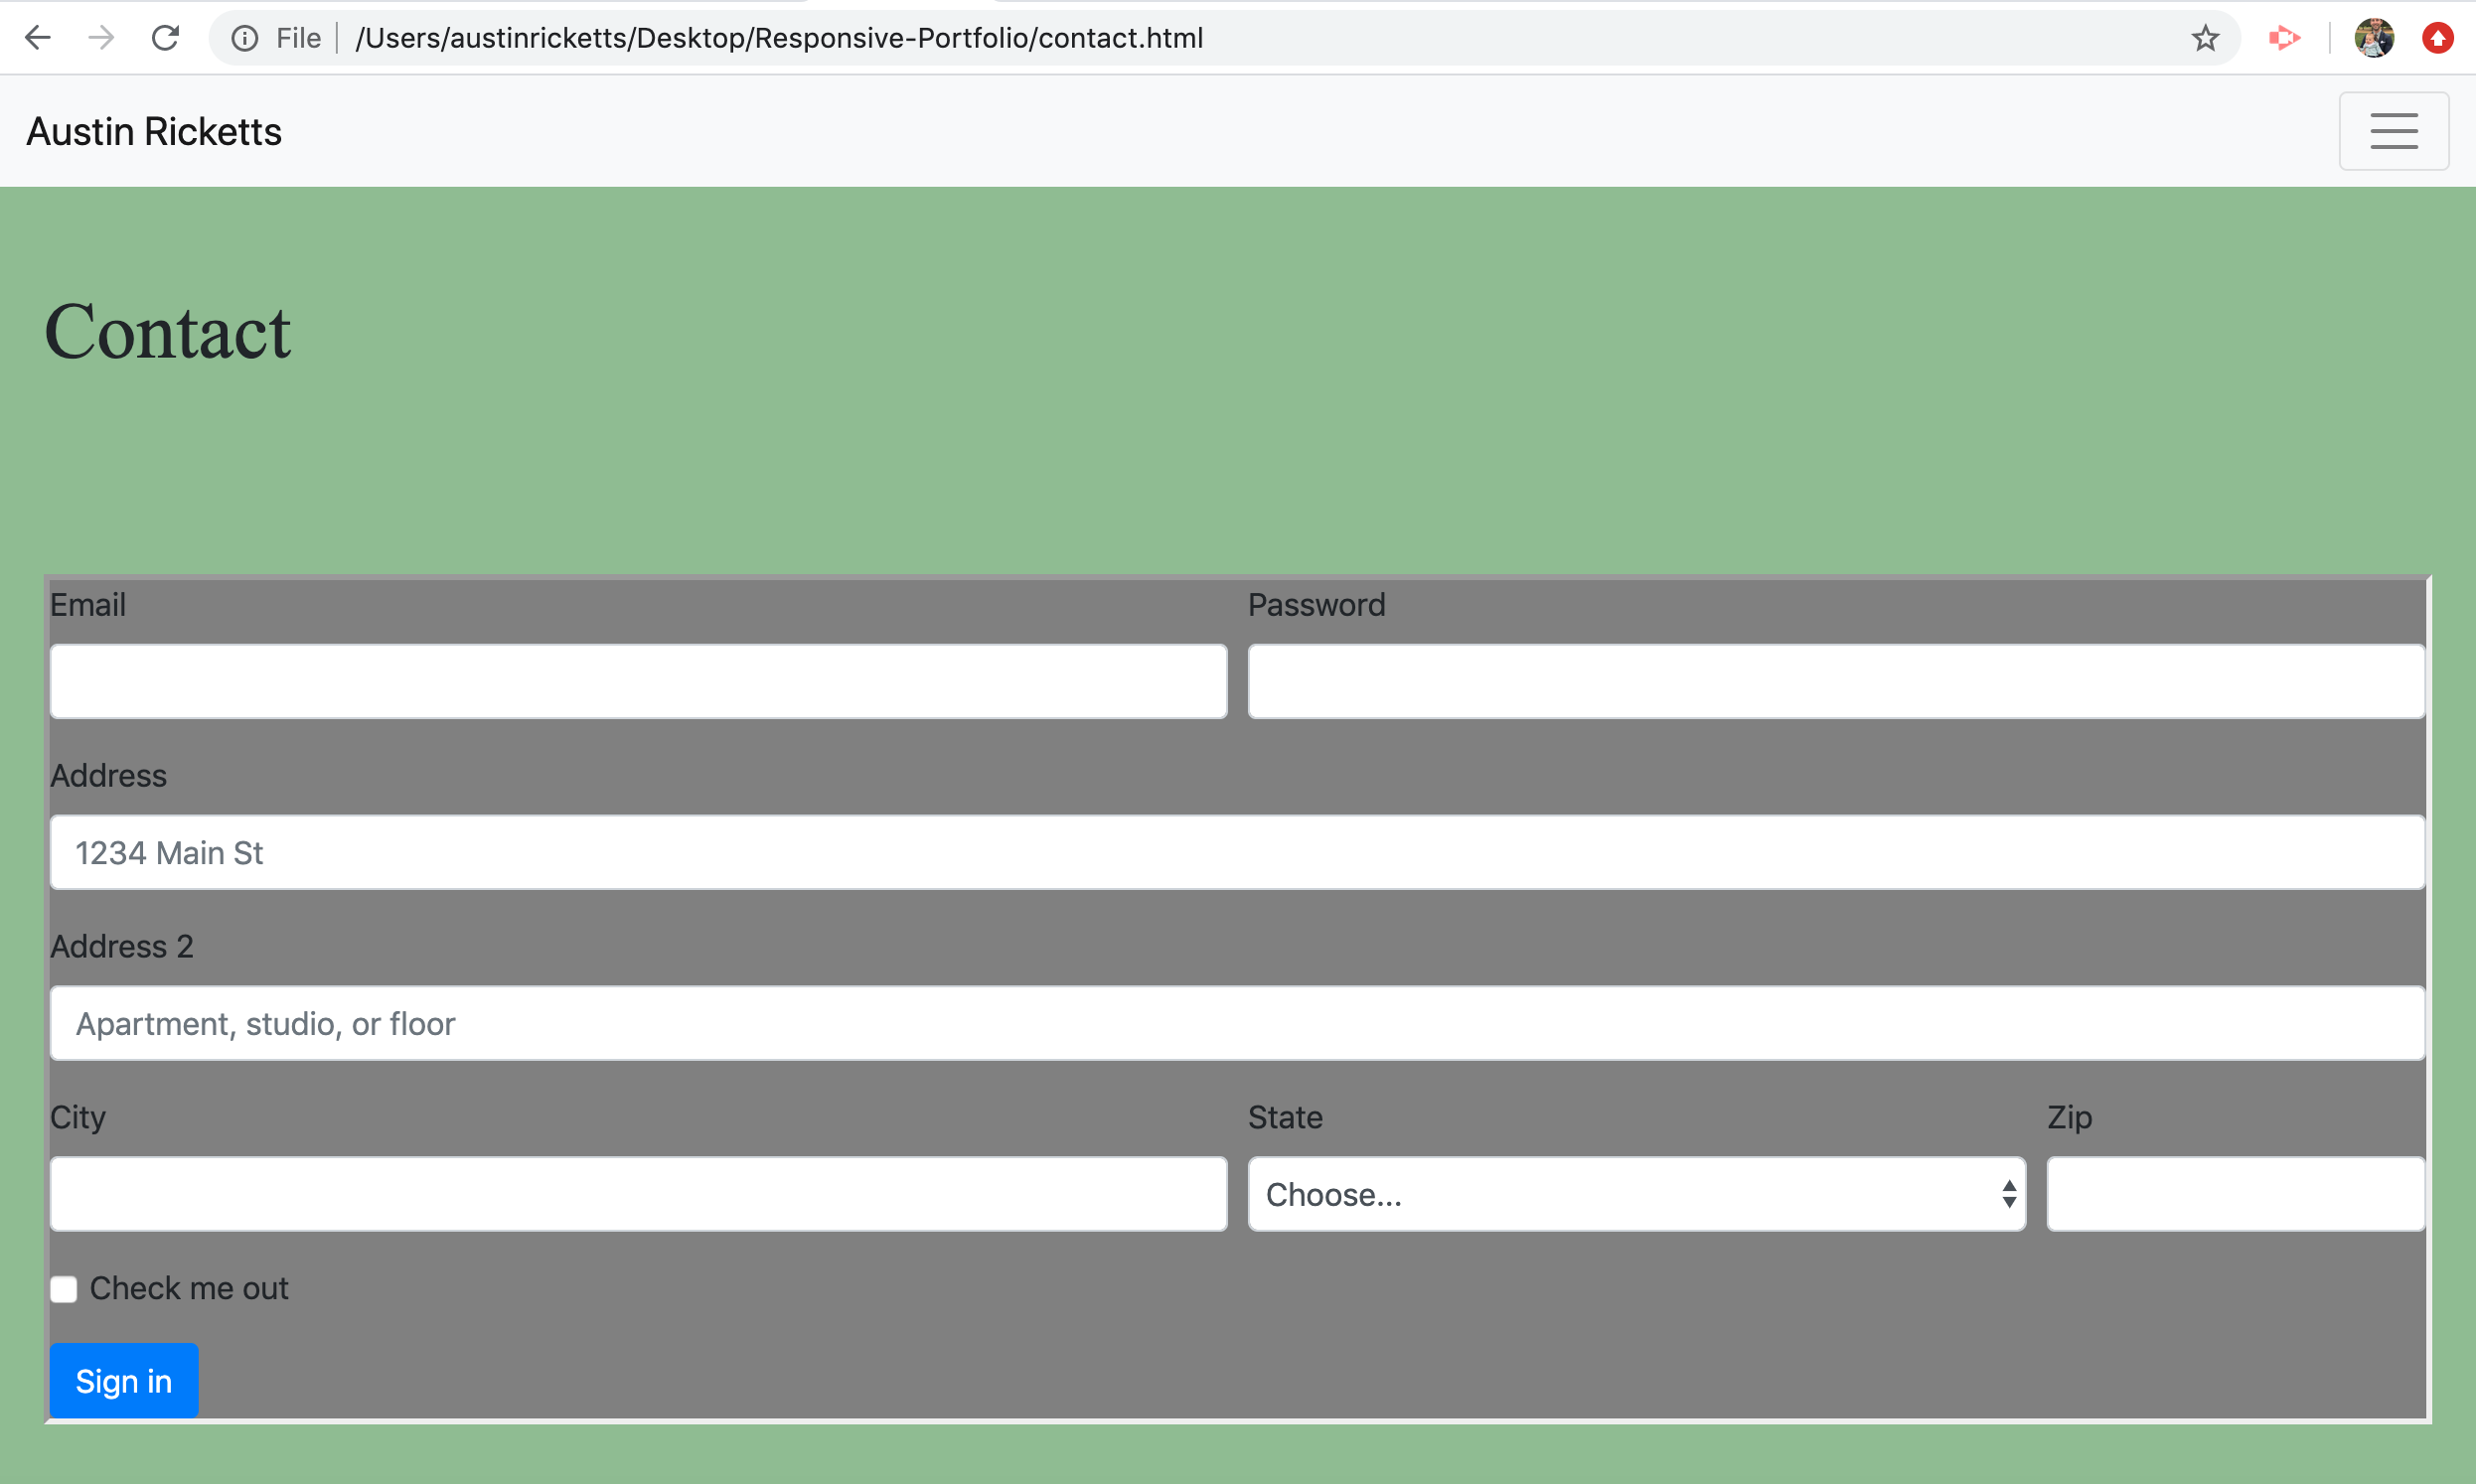 File /Users/austinricketts/Desktop/Responsive-Portfolio/contact.html
Austin Ricketts
Contact
Email Password
Address
1234 Main St
Address 2
Apartment, studio, or floor
City State Zip
Choose...
Check me out
Sign in